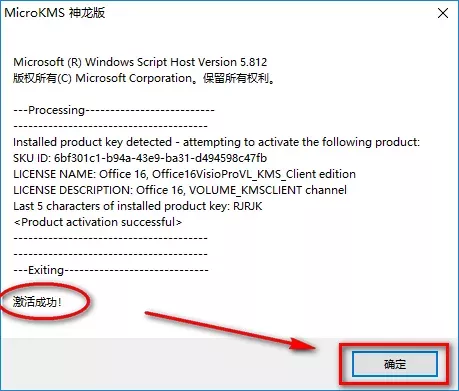 MicroKMS 神龙版
Microsoft (R) Windows Script Host Version 5.812
版权所有(C) Microsoft Corporation。保留所有权利。
---Processing--------------------------
---------------------------------------
Installed product key detected - attempting to activate the following product:
SKU ID: 6bf301c1-b94a-43e9-ba31-d494598c47fb
LICENSE NAME: Office 16, Office16VisioProVL_KMS_Client edition
LICENSE DESCRIPTION: Office 16, VOLUME_KMSCLIENT channel
Last 5 characters of installed product key: RJRJK
<Product activation successful>
---------------------------------------
---------------------------------------
---Exiting-----------------------------
激活成功!
确定